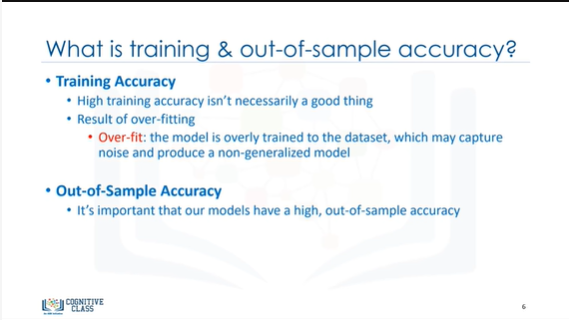 What is training & out-of-sample accuracy?
• Training Accuracy
• High training accuracy isn't necessarily a good thing
• Result of over-fitting
• Over-fit: the model is overly trained to the dataset, which may capture
noise and produce a non-generalized model
• Out-of-Sample Accuracy
• It's important that our models have a high, out-of-sample accuracy
COGNITIVE
CLASS
6